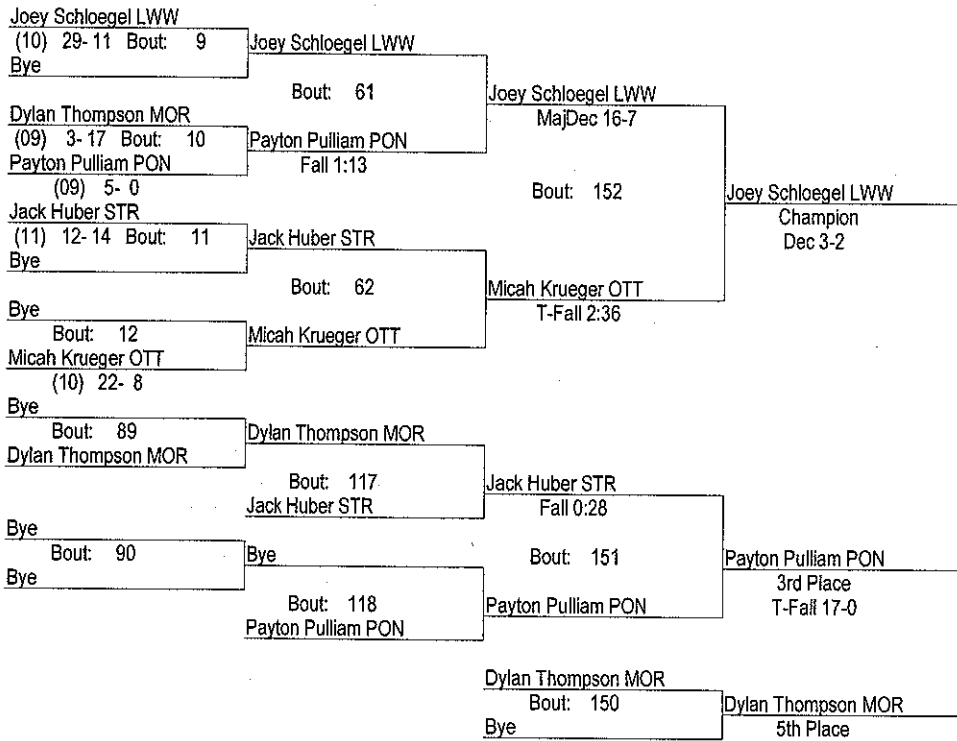 Joey Schloegel LWW
(10) 29- 11 Bout: 9
Bye
Joey Schloegel LWW
Bout: 61
Dylan Thompson MOR
(09) 3- 17 Bout: 10
Payton Pulliam PON
(09) 5- 0
Payton Pulliam PON
Fall 1:13
Joey Schloegel LWW
MajDec 16-7
Bout: 152
Jack Huber STR
(11) 12- 14 Bout: 11
Bye
Jack Huber STR
Bout: 62
Bye
Bout: 12
Micah Krueger OTT
(10) 22- 8
Micah Krueger OTT
Micah Krueger OTT
T-Fall 2:36
Joey Schloegel LWW
Champion
Dec 3-2
Bye
Bout: 89
Dylan Thompson MOR
Dylan Thompson MOR
Bout: 117
Jack Huber STR
Jack Huber STR
Fall 0:28
Bye
Bout: 90
Bye
Bye
Bout: 118
Payton Pulliam PON
Bout: 151
Payton Pulliam PON
Payton Pulliam PON
3rd Place
T-Fall 17-0
Dylan Thompson MOR
Bout: 150
Bye
Dylan Thompson MOR
5th Place